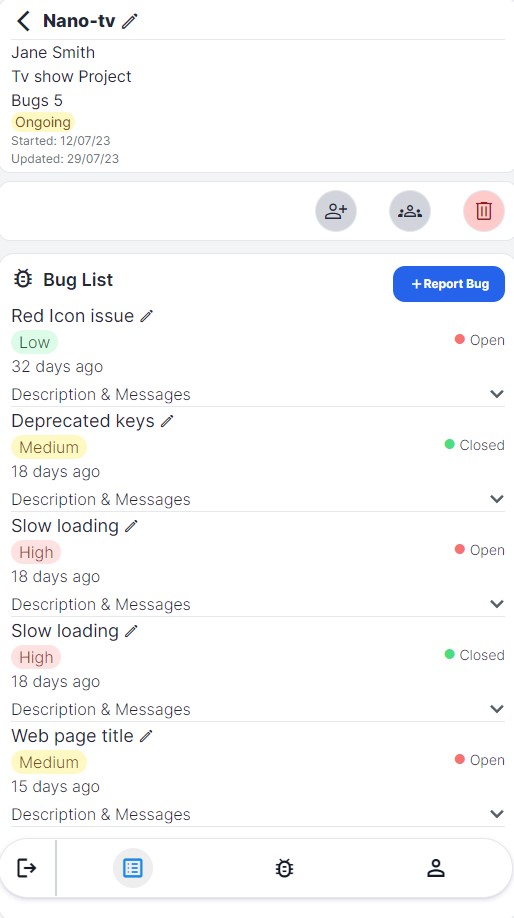 Nano-tv
Jane Smith
Tv show Project
Bugs 5
Ongoing
Started: 12/07/23
Updated: 29/07/23
Bug List
+Report Bug
Red Icon issue
Low
Open
32 days ago
Description & Messages
Deprecated keys
Medium
Closed
18 days ago
Description & Messages
Slow loading
High
Open
18 days ago
Description & Messages
Slow loading
High
Closed
18 days ago
Description & Messages
Web page title
Medium
Open
15 days ago
Description & Messages